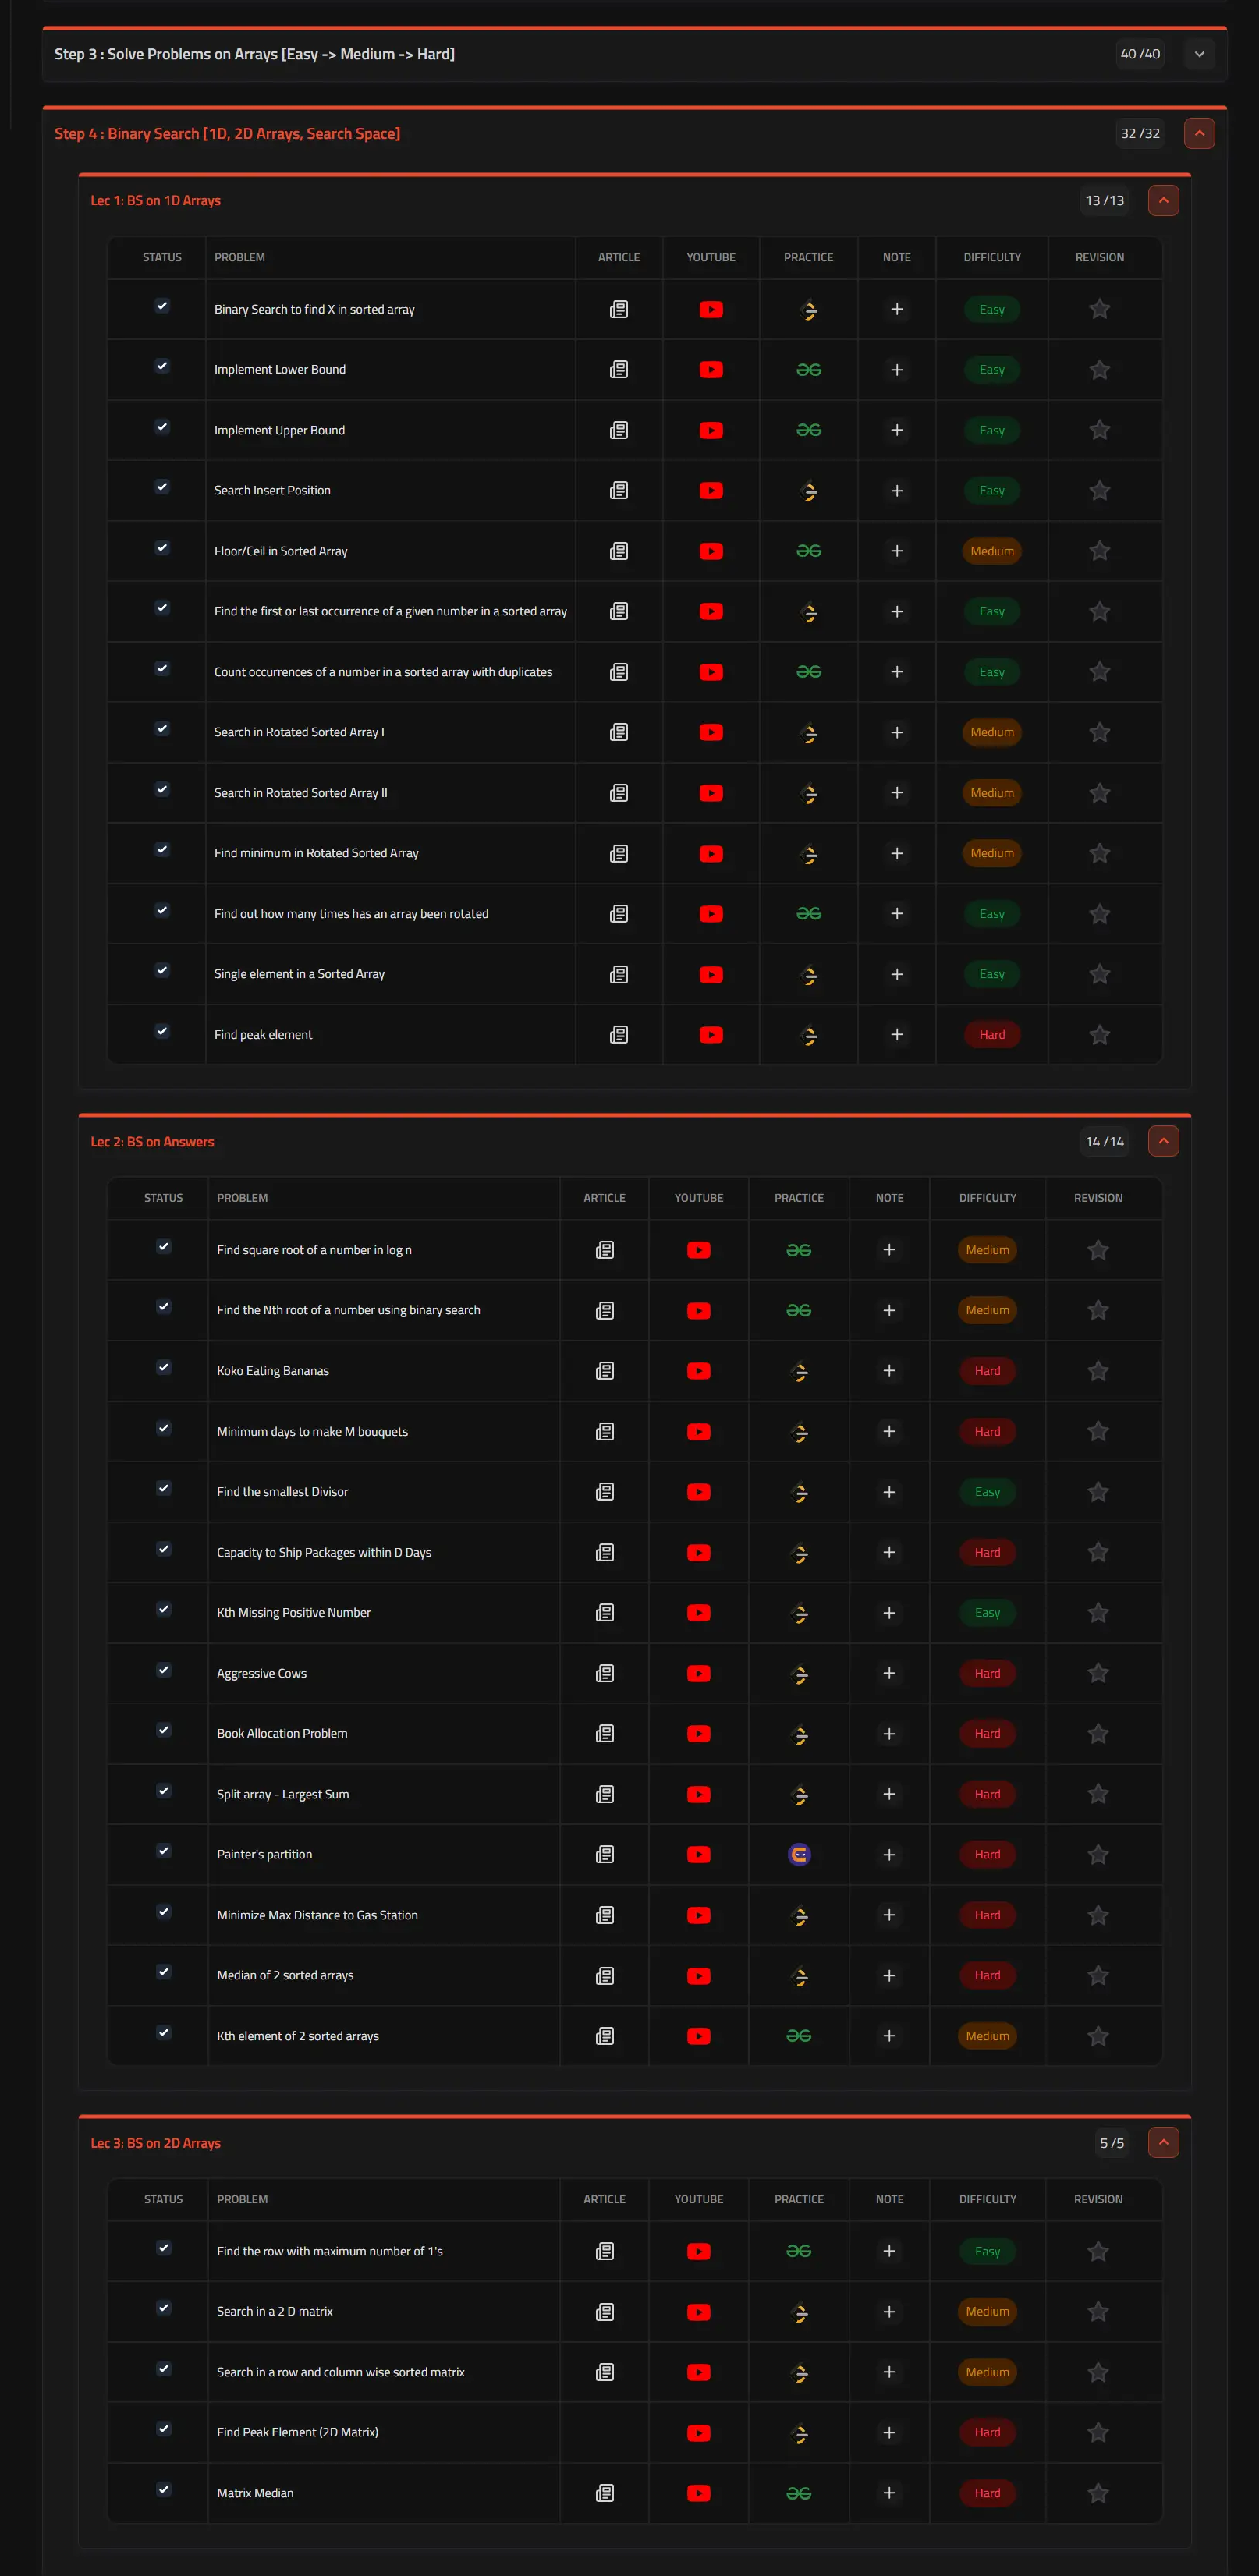 Step 3 : Solve Problems on Arrays [Easy -> Medium -> Hard] 40 /40
Step 4 : Binary Search [1D, 2D Arrays, Search Space] 32 /32
Lec 1: BS on 1D Arrays 13 /13
STATUS PROBLEM ARTICLE YOUTUBE PRACTICE NOTE DIFFICULTY REVISION
Binary Search to find X in sorted array Easy
Implement Lower Bound Easy
Implement Upper Bound Easy
Search Insert Position Easy
Floor/Ceil in Sorted Array Medium
Find the first or last occurrence of a given number in a sorted array Easy
Count occurrences of a number in a sorted array with duplicates Easy
Search in Rotated Sorted Array I Medium
Search in Rotated Sorted Array II Medium
Find minimum in Rotated Sorted Array Medium
Find out how many times has an array been rotated Easy
Single element in a Sorted Array Easy
Find peak element Hard
Lec 2: BS on Answers 14 /14
STATUS PROBLEM ARTICLE YOUTUBE PRACTICE NOTE DIFFICULTY REVISION
Find square root of a number in log n Medium
Find the Nth root of a number using binary search Medium
Koko Eating Bananas Hard
Minimum days to make M bouquets Hard
Find the smallest Divisor Easy
Capacity to Ship Packages within D Days Hard
Kth Missing Positive Number Easy
Aggressive Cows Hard
Book Allocation Problem Hard
Split array - Largest Sum Hard
Painter's partition Hard
Minimize Max Distance to Gas Station Hard
Median of 2 sorted arrays Hard
Kth element of 2 sorted arrays Medium
Lec 3: BS on 2D Arrays 5 /5
STATUS PROBLEM ARTICLE YOUTUBE PRACTICE NOTE DIFFICULTY REVISION
Find the row with maximum number of 1's Easy
Search in a 2 D matrix Medium
Search in a row and column wise sorted matrix Medium
Find Peak Element (2D Matrix) Hard
Matrix Median Hard